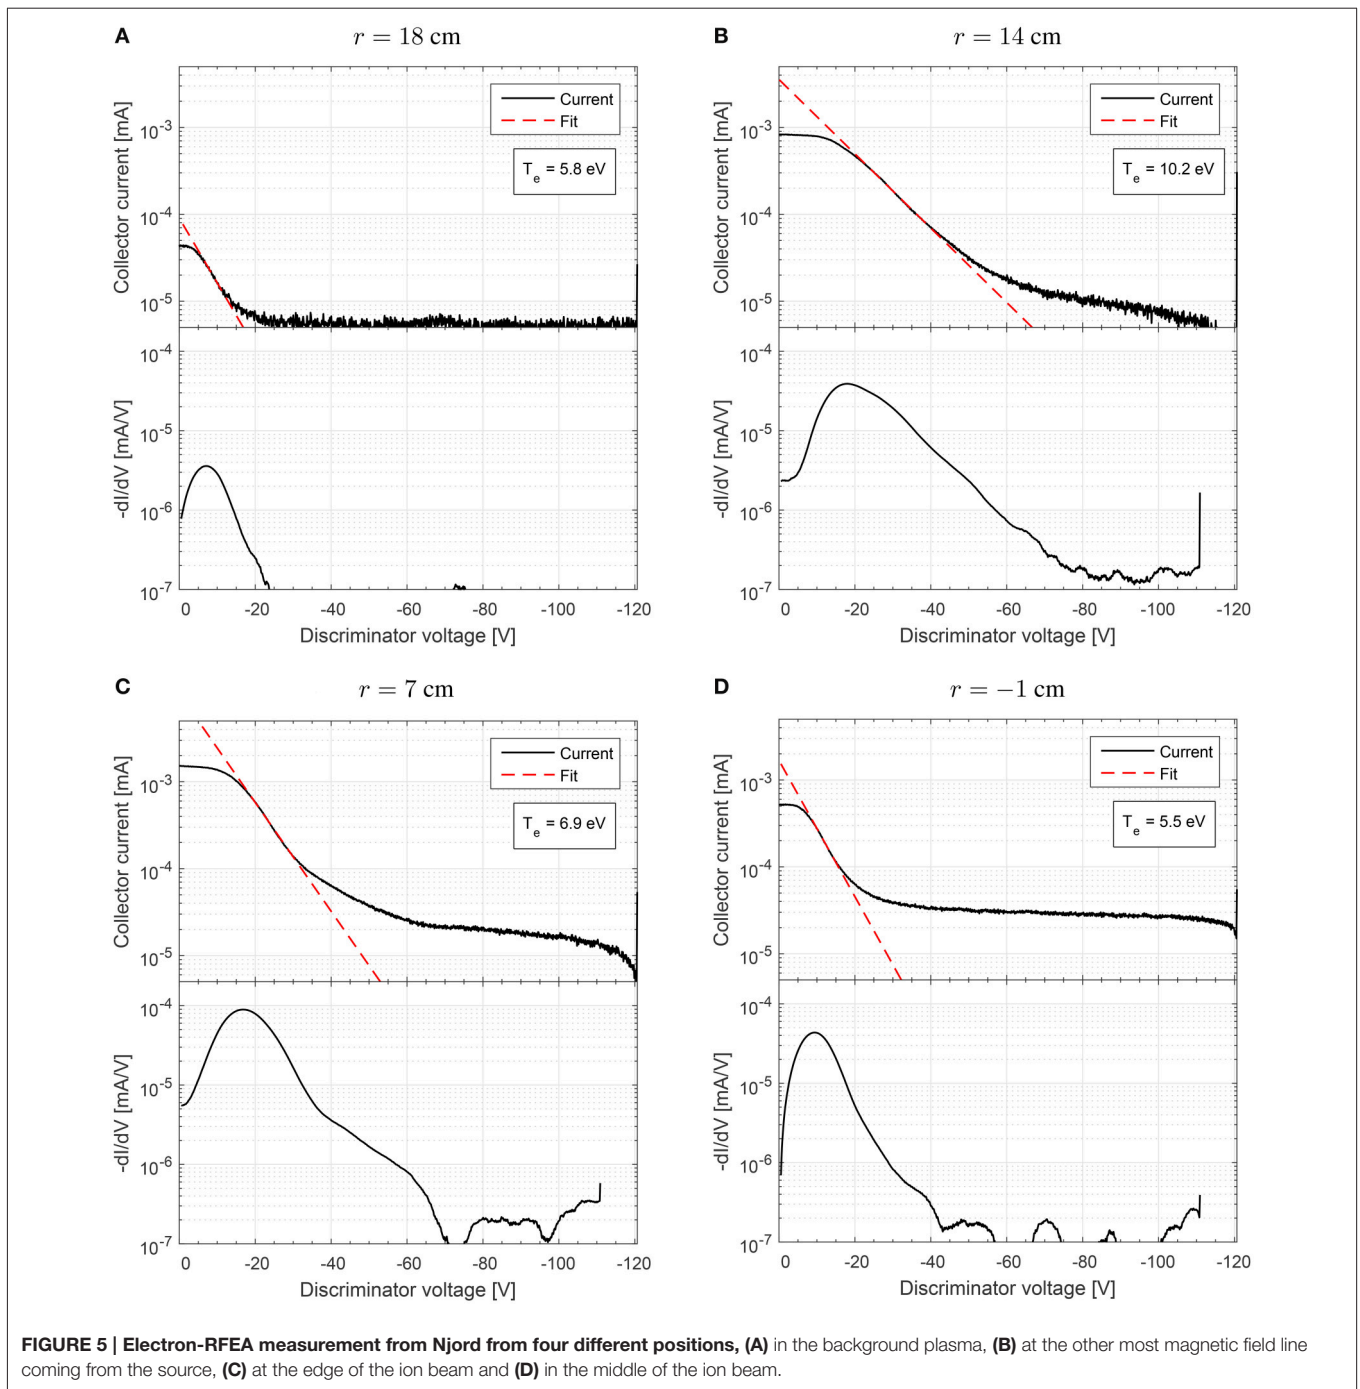 A
r = 18 cm
Collector current [mA]
10-3
10-4
10-5
Current
Fit
Te = 5.8 eV
-dI/dV [mA/V]
10-4
10-5
10-6
10-7
0 -20 -40 -60 -80 -100 -120
Discriminator voltage [V]
B
r = 14 cm
Collector current [mA]
10-3
10-4
10-5
Current
Fit
Te = 10.2 eV
-dI/dV [mA/V]
10-4
10-5
10-6
10-7
0 -20 -40 -60 -80 -100 -120
Discriminator voltage [V]
C
r = 7 cm
Collector current [mA]
10-3
10-4
10-5
Current
Fit
Te = 6.9 eV
-dI/dV [mA/V]
10-4
10-5
10-6
10-7
0 -20 -40 -60 -80 -100 -120
Discriminator voltage [V]
D
r = −1 cm
Collector current [mA]
10-3
10-4
10-5
Current
Fit
Te = 5.5 eV
-dI/dV [mA/V]
10-4
10-5
10-6
10-7
0 -20 -40 -60 -80 -100 -120
Discriminator voltage [V]
FIGURE 5 | Electron-RFEA measurement from Njord from four different positions, (A) in the background plasma, (B) at the other most magnetic field line
coming from the source, (C) at the edge of the ion beam and (D) in the middle of the ion beam.